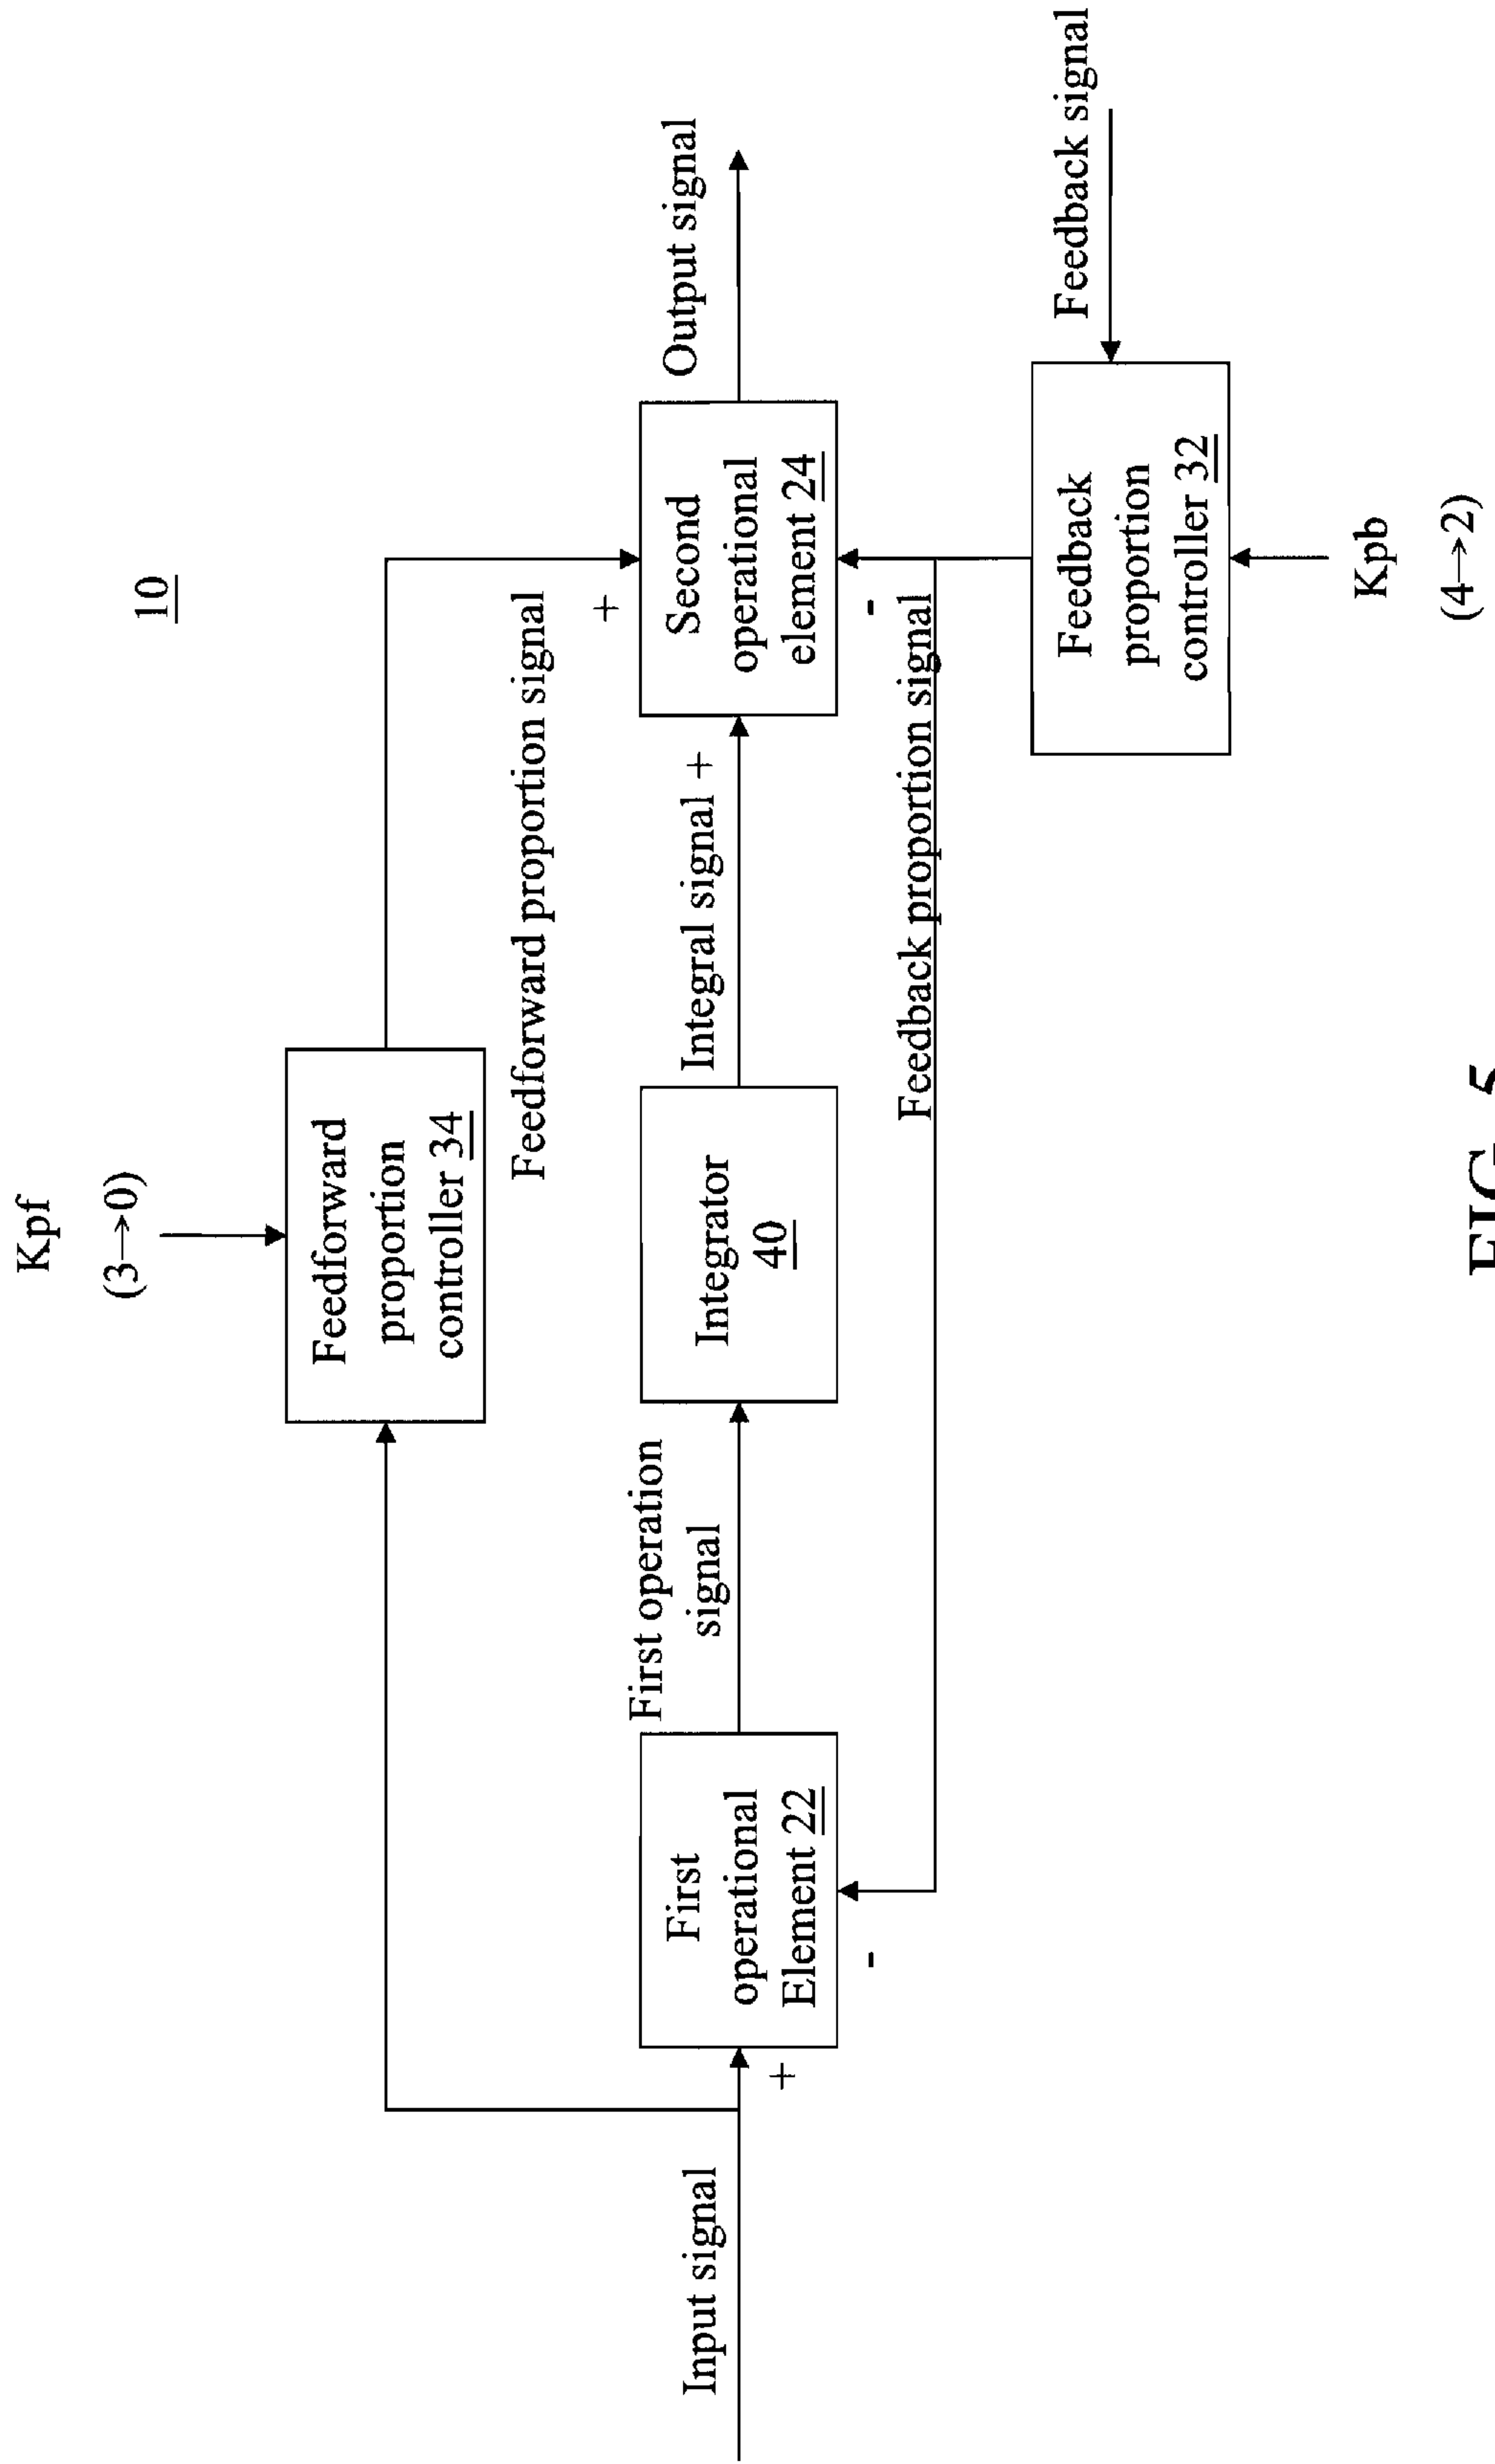 10
Kpf
(3→0)
Feedforward
proportion
controller 34
Feedforward proportion signal
+
Input signal
+
First
operational
Element 22
-
First operation
signal
Integrator
40
Integral signal +
Second
operational
element 24
-
Output signal
Feedback proportion signal
Feedback signal
Feedback
proportion
controller 32
Kpb
(4→2)
FIG. 5